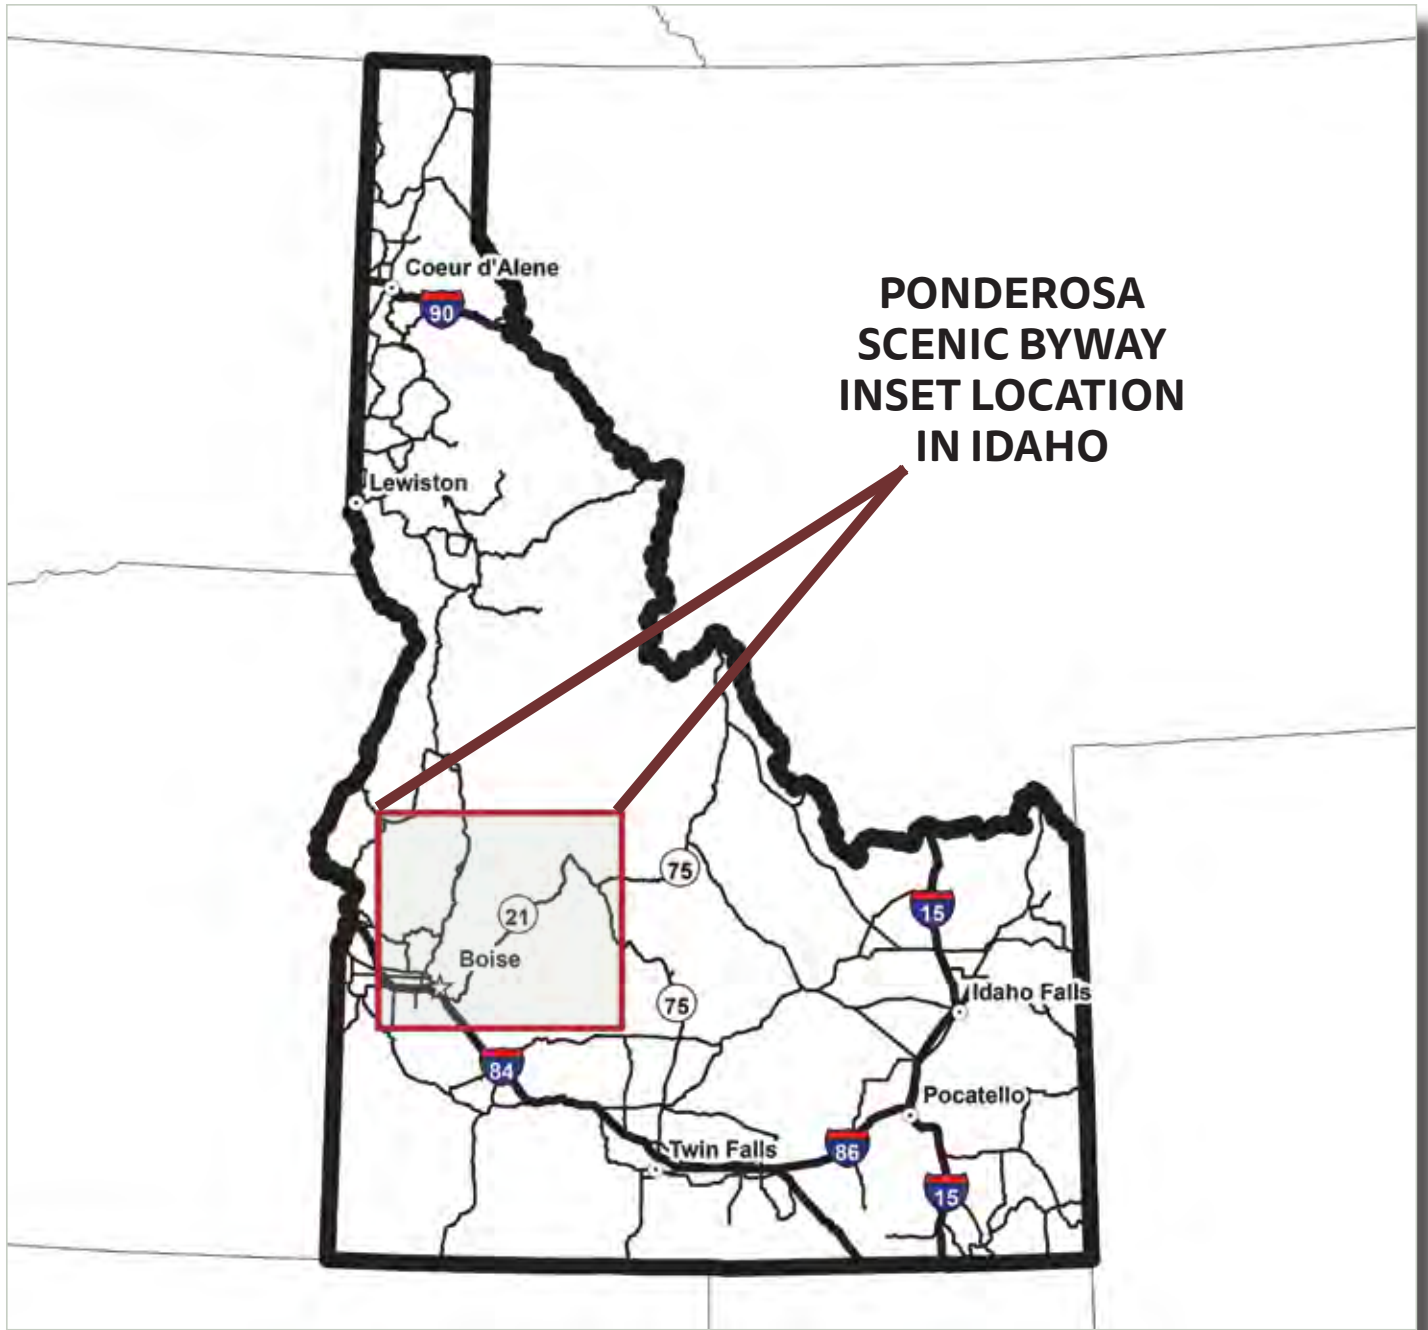 Coeur d'Alene
90
PONDEROSA
SCENIC BYWAY
INSET LOCATION
IN IDAHO
Lewiston
75
21
15
Boise
Idaho Falls
75
84
Pocatello
Twin Falls
86
15